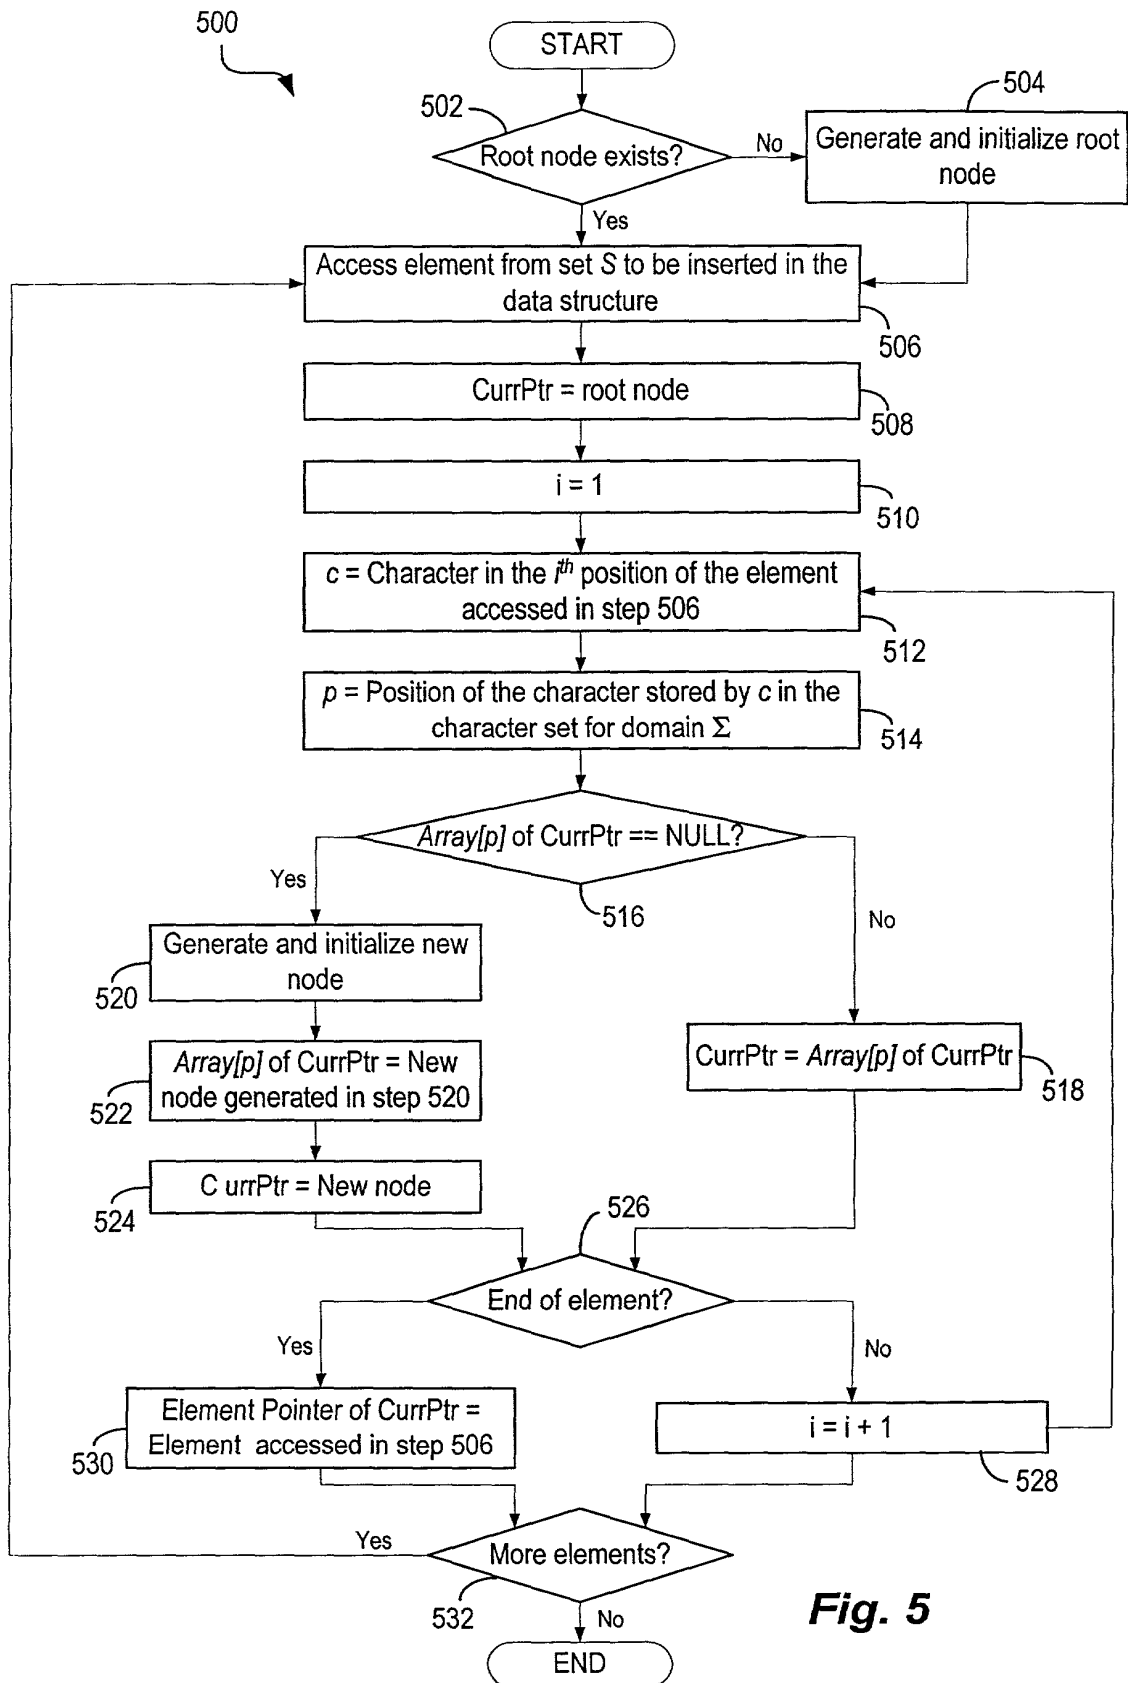 500
START
502
Root node exists?
No
504
Generate and initialize root
node
Yes
Access element from set S to be inserted in the
data structure
506
CurrPtr = root node
508
i = 1
510
c = Character in the ith position of the element
accessed in step 506
512
p = Position of the character stored by c in the
character set for domain Σ
514
Array[p] of CurrPtr == NULL?
516
Yes
No
Generate and initialize new
node
520
Array[p] of CurrPtr = New
node generated in step 520
522
CurrPtr = Array[p] of CurrPtr
518
C urrPtr = New node
524
526
End of element?
Yes
No
Element Pointer of CurrPtr =
Element accessed in step 506
530
i = i + 1
528
More elements?
Yes
532
No
END
Fig. 5